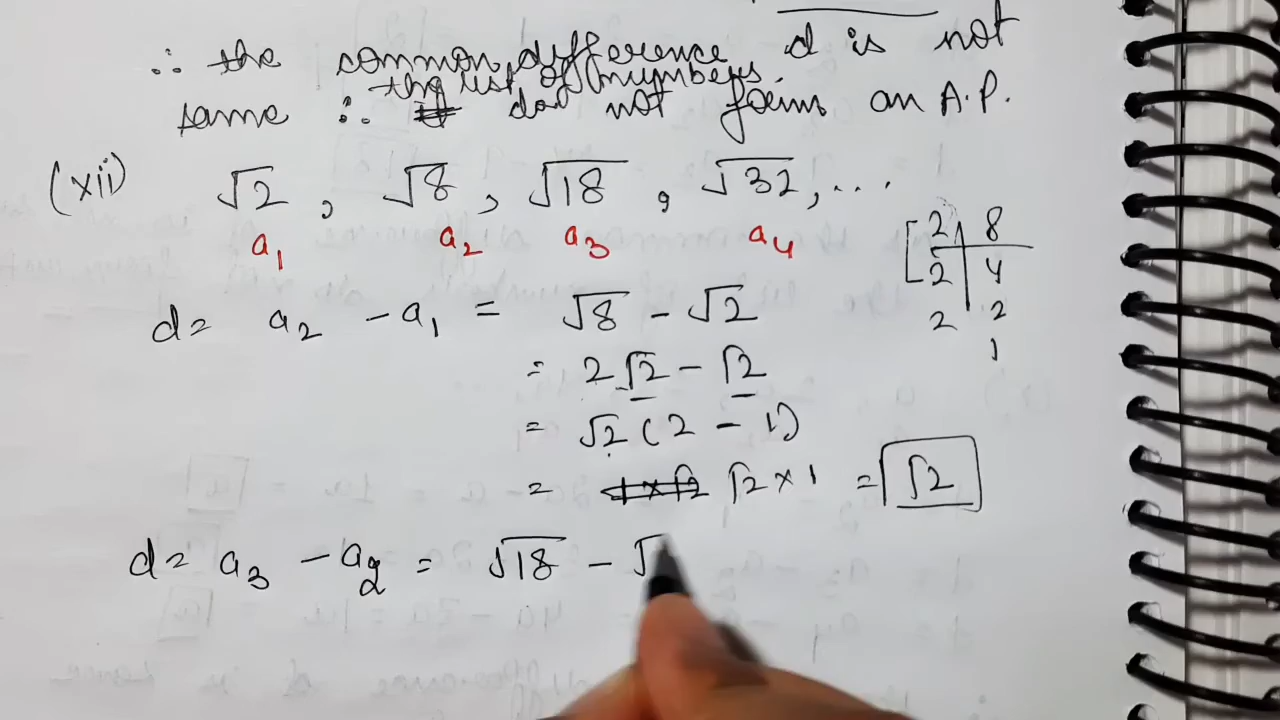 ∴ the common difference d is not
the list of numbers.
same ∴ does not form an A.P.
(xii) √2, √8, √18, √32, ...
a₁ a₂ a₃ a₄
2 8
2 4
2 2
1
d = a₂ - a₁ = √8 - √2
= 2√2 - √2
= √2 (2 - 1)
= √2 × 1 = √2
d = a₃ - a₂ = √18 - √